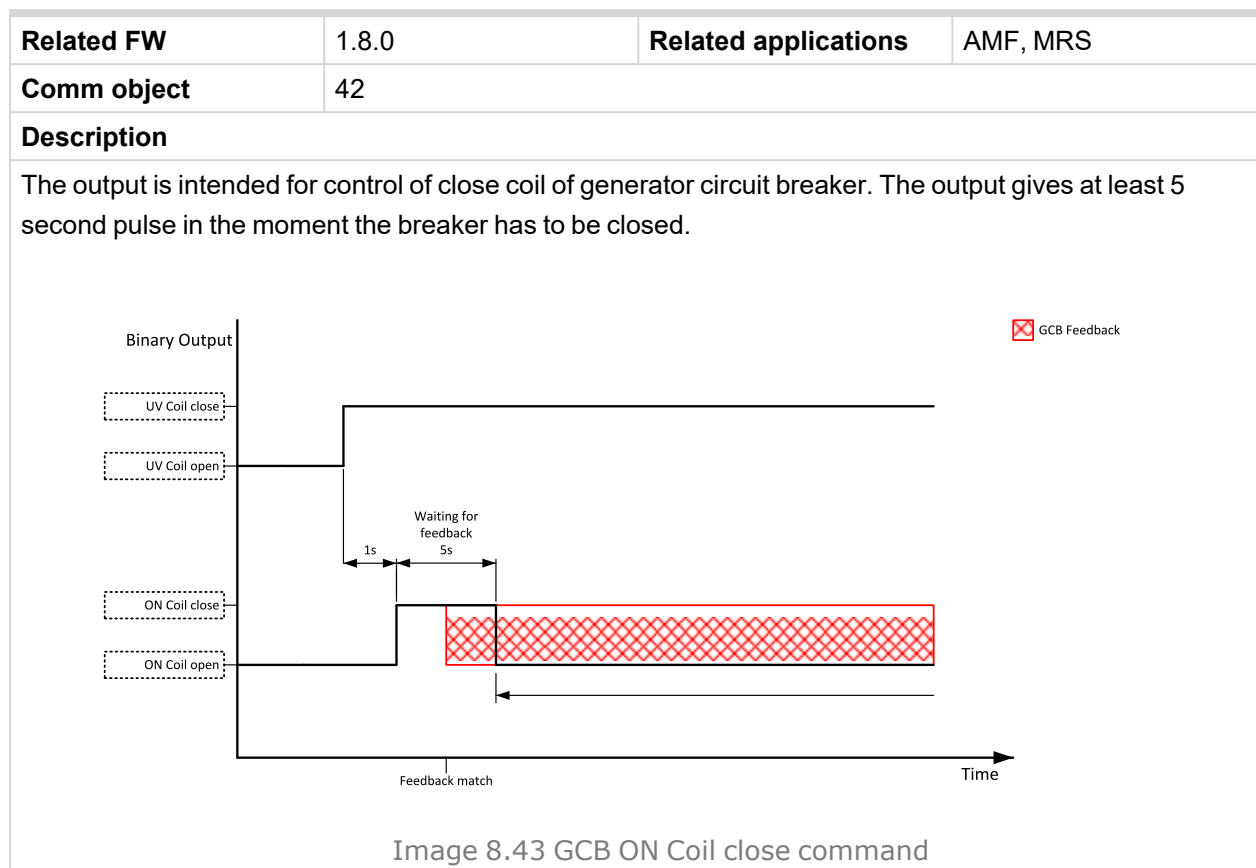 Related FW 1.8.0 Related applications AMF, MRS
Comm object 42
Description
The output is intended for control of close coil of generator circuit breaker. The output gives at least 5
second pulse in the moment the breaker has to be closed.
Binary Output
GCB Feedback
UV Coil close
UV Coil open
Waiting for
feedback
1s 5s
ON Coil close
ON Coil open
Feedback match
Time
Image 8.43 GCB ON Coil close command